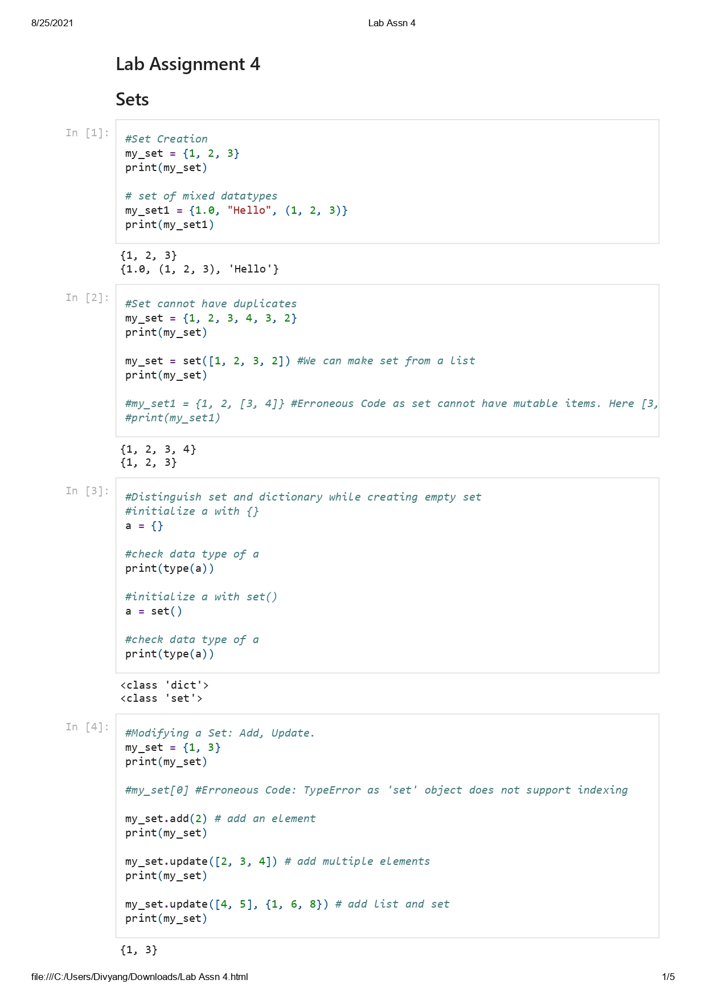 8/25/2021 Lab Assn 4
Lab Assignment 4
Sets
In [1]:
#Set Creation
my_set = {1, 2, 3}
print(my_set)
# set of mixed datatypes
my_set1 = {1.0, "Hello", (1, 2, 3)}
print(my_set1)
{1, 2, 3}
{1.0, (1, 2, 3), 'Hello'}
In [2]:
#Set cannot have duplicates
my_set = {1, 2, 3, 4, 3, 2}
print(my_set)
my_set = set([1, 2, 3, 2]) #We can make set from a list
print(my_set)
#my_set1 = {1, 2, [3, 4]} #Erroneous Code as set cannot have mutable items. Here [3,
#print(my_set1)
{1, 2, 3, 4}
{1, 2, 3}
In [3]:
#Distinguish set and dictionary while creating empty set
#initialize a with {}
a = {}
#check data type of a
print(type(a))
#initialize a with set()
a = set()
#check data type of a
print(type(a))
<class 'dict'>
<class 'set'>
In [4]:
#Modifying a Set: Add, Update.
my_set = {1, 3}
print(my_set)
#my_set[0] #Erroneous Code: TypeError as 'set' object does not support indexing
my_set.add(2) # add an element
print(my_set)
my_set.update([2, 3, 4]) # add multiple elements
print(my_set)
my_set.update([4, 5], {1, 6, 8}) # add list and set
print(my_set)
{1, 3}
file:///C:/Users/Divyang/Downloads/Lab Assn 4.html 1/5